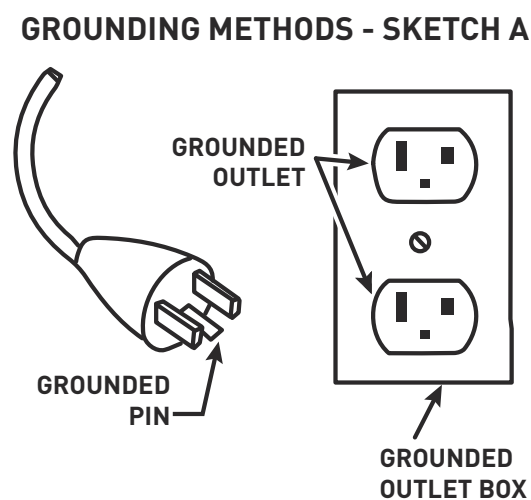 GROUNDING METHODS - SKETCH A
GROUNDED
OUTLET
GROUNDED
PIN
GROUNDED
OUTLET BOX